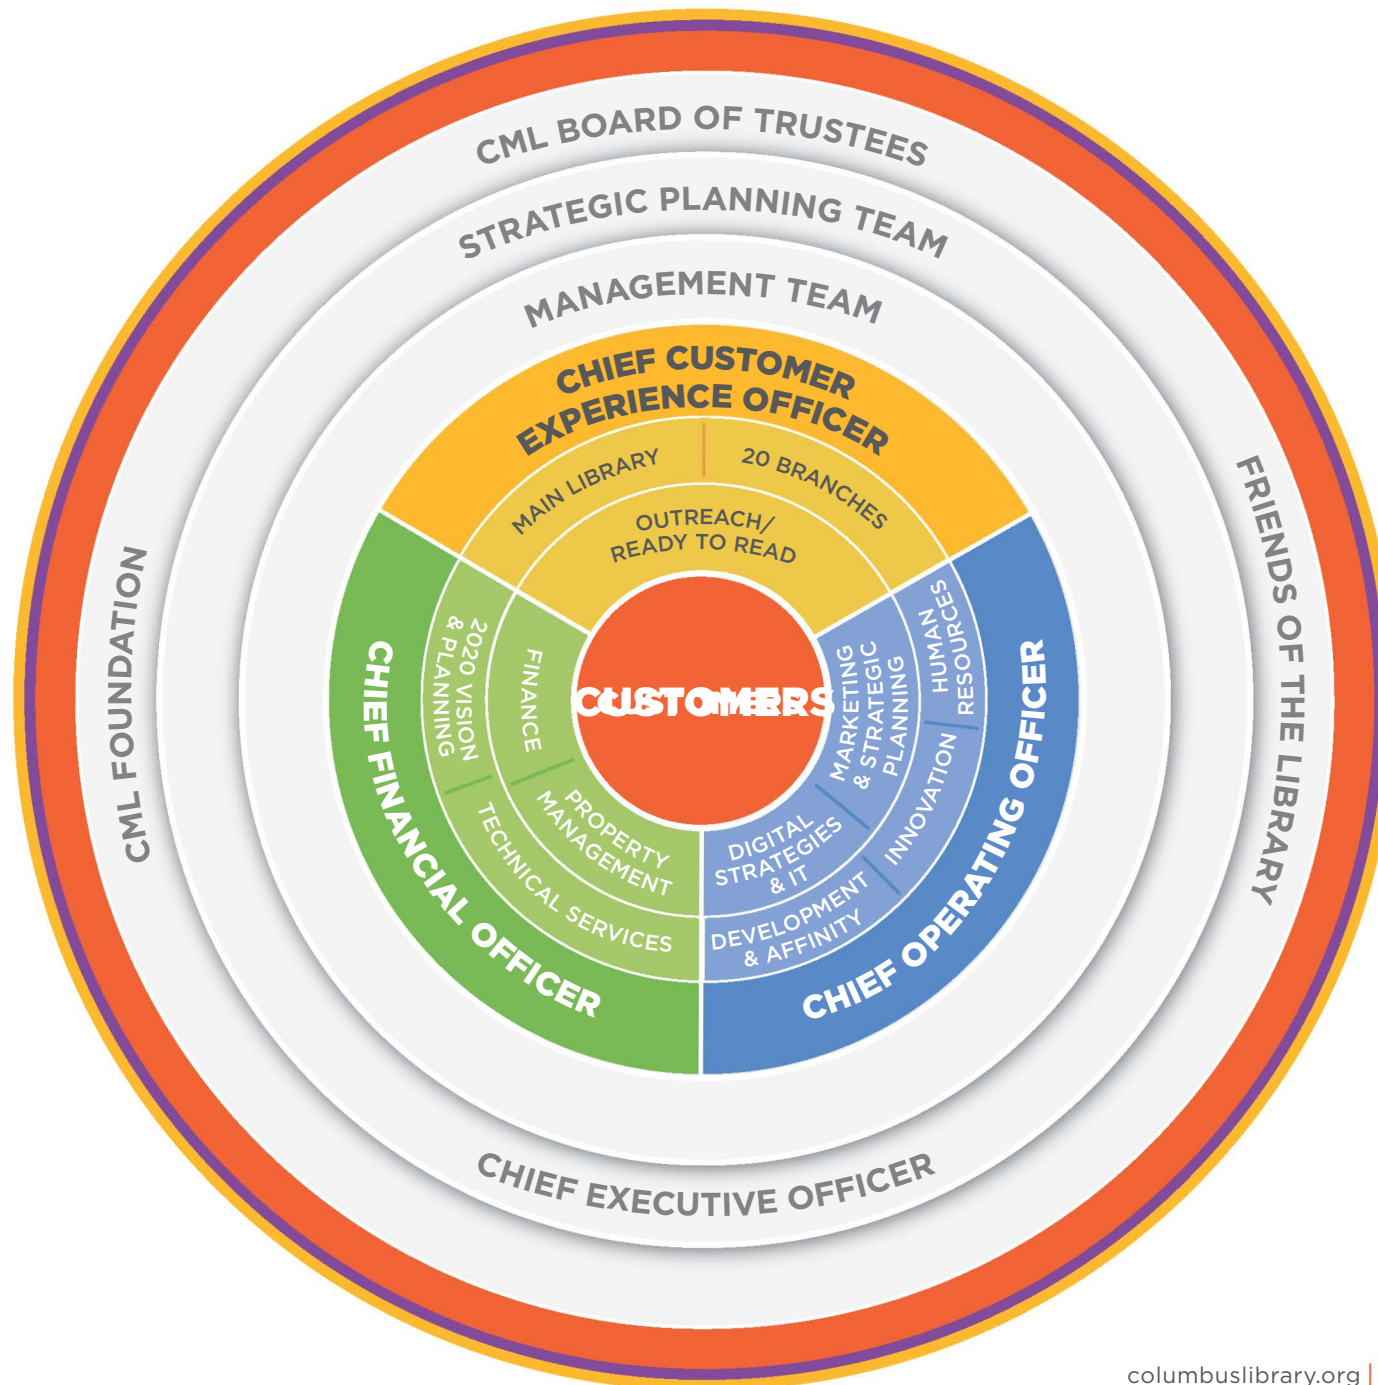 CML BOARD OF TRUSTEES
STRATEGIC PLANNING TEAM
MANAGEMENT TEAM
CHIEF CUSTOMER
EXPERIENCE OFFICER
MAIN LIBRARY
20 BRANCHES
OUTREACH/
READY TO READ
CUSTOMERS
CML FOUNDATION
FRIENDS OF THE LIBRARY
CHIEF FINANCIAL OFFICER
2020 VISION
& PLANNING
FINANCE
PROPERTY
MANAGEMENT
TECHNICAL SERVICES
CHIEF OPERATING OFFICER
HUMAN
RESOURCES
MARKETING
& STRATEGIC
PLANNING
INNOVATION
DIGITAL
STRATEGIES
& IT
DEVELOPMENT
& AFFINITY
CHIEF EXECUTIVE OFFICER
columbuslibrary.org |